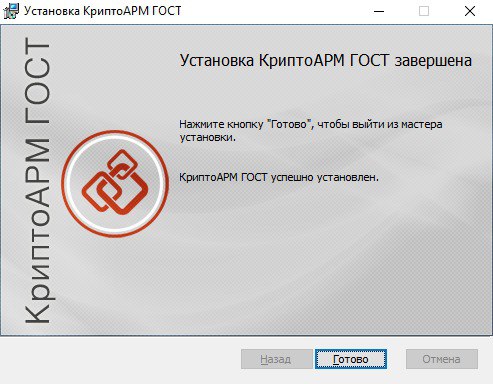 Установка КриптоАРМ ГОСТ
КриптоАРМ ГОСТ
Установка КриптоАРМ ГОСТ завершена
Нажмите кнопку "Готово", чтобы выйти из мастера
установки.
КриптоАРМ ГОСТ успешно установлен.
Назад
Готово
Отмена